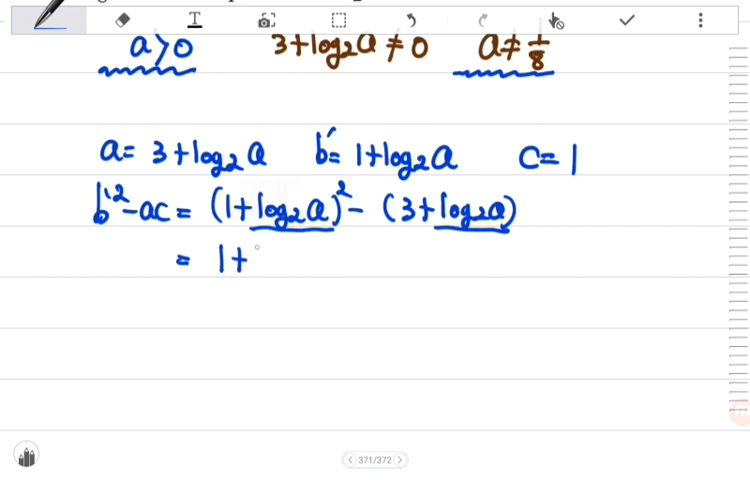 a>0 3+log₂a≠0 a≠1/8
a= 3+log₂a b'= 1+log₂a c=1
b'²-ac = (1+log₂a)² - (3+log₂a)
= 1+
371/372